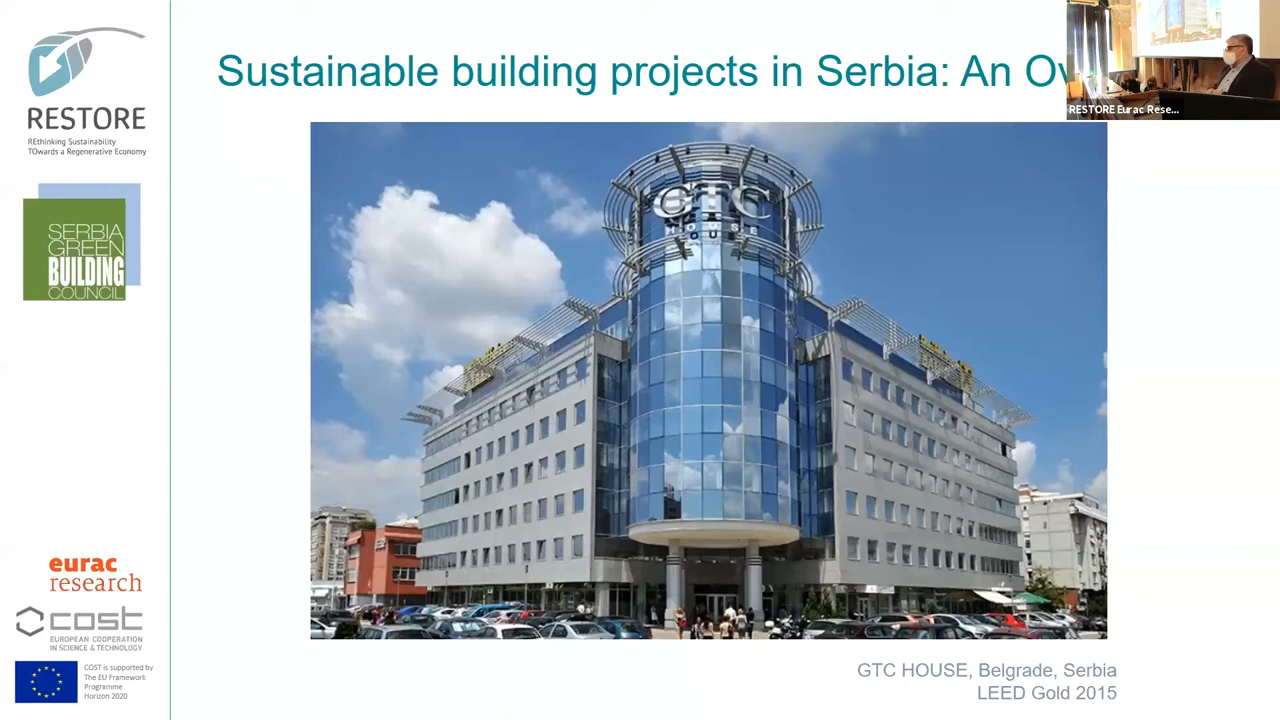 RESTORE
REthinking Sustainability
TOwards a Regenerative Economy
SERBIA
GREEN
BUILDING
COUNCIL
Sustainable building projects in Serbia: An Ov
RESTORE Eurac Rese...
GTC
HOUSE
eurac
research
cost
EUROPEAN COOPERATION
IN SCIENCE & TECHNOLOGY
COST is supported by
The EU Framework
Programme
Horizon 2020
GTC HOUSE, Belgrade, Serbia
LEED Gold 2015